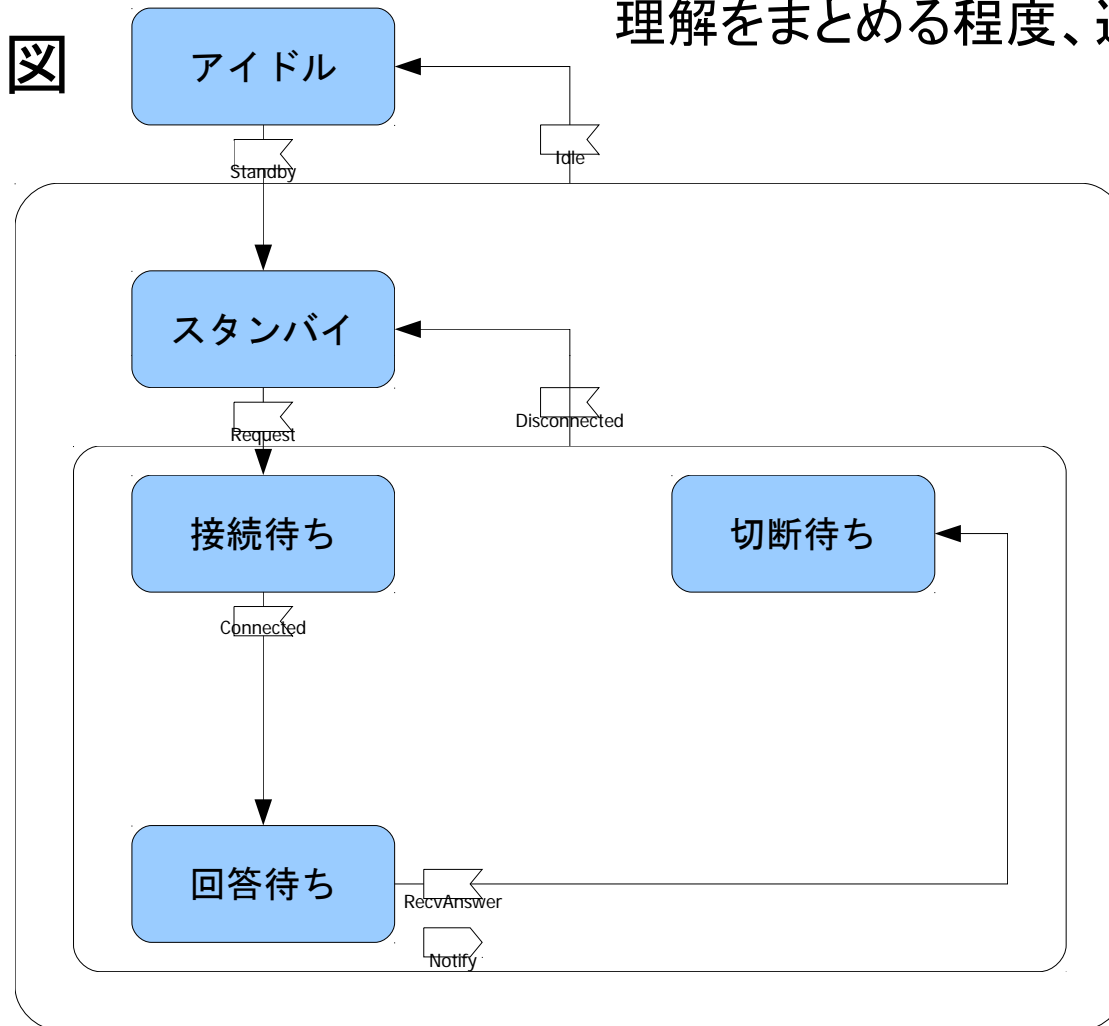 理解をまとめる程度、
図
アイドル
Standby
Idle
スタンバイ
Request
Disconnected
接続待ち
切断待ち
Connected
回答待ち
RecvAnswer
Notify